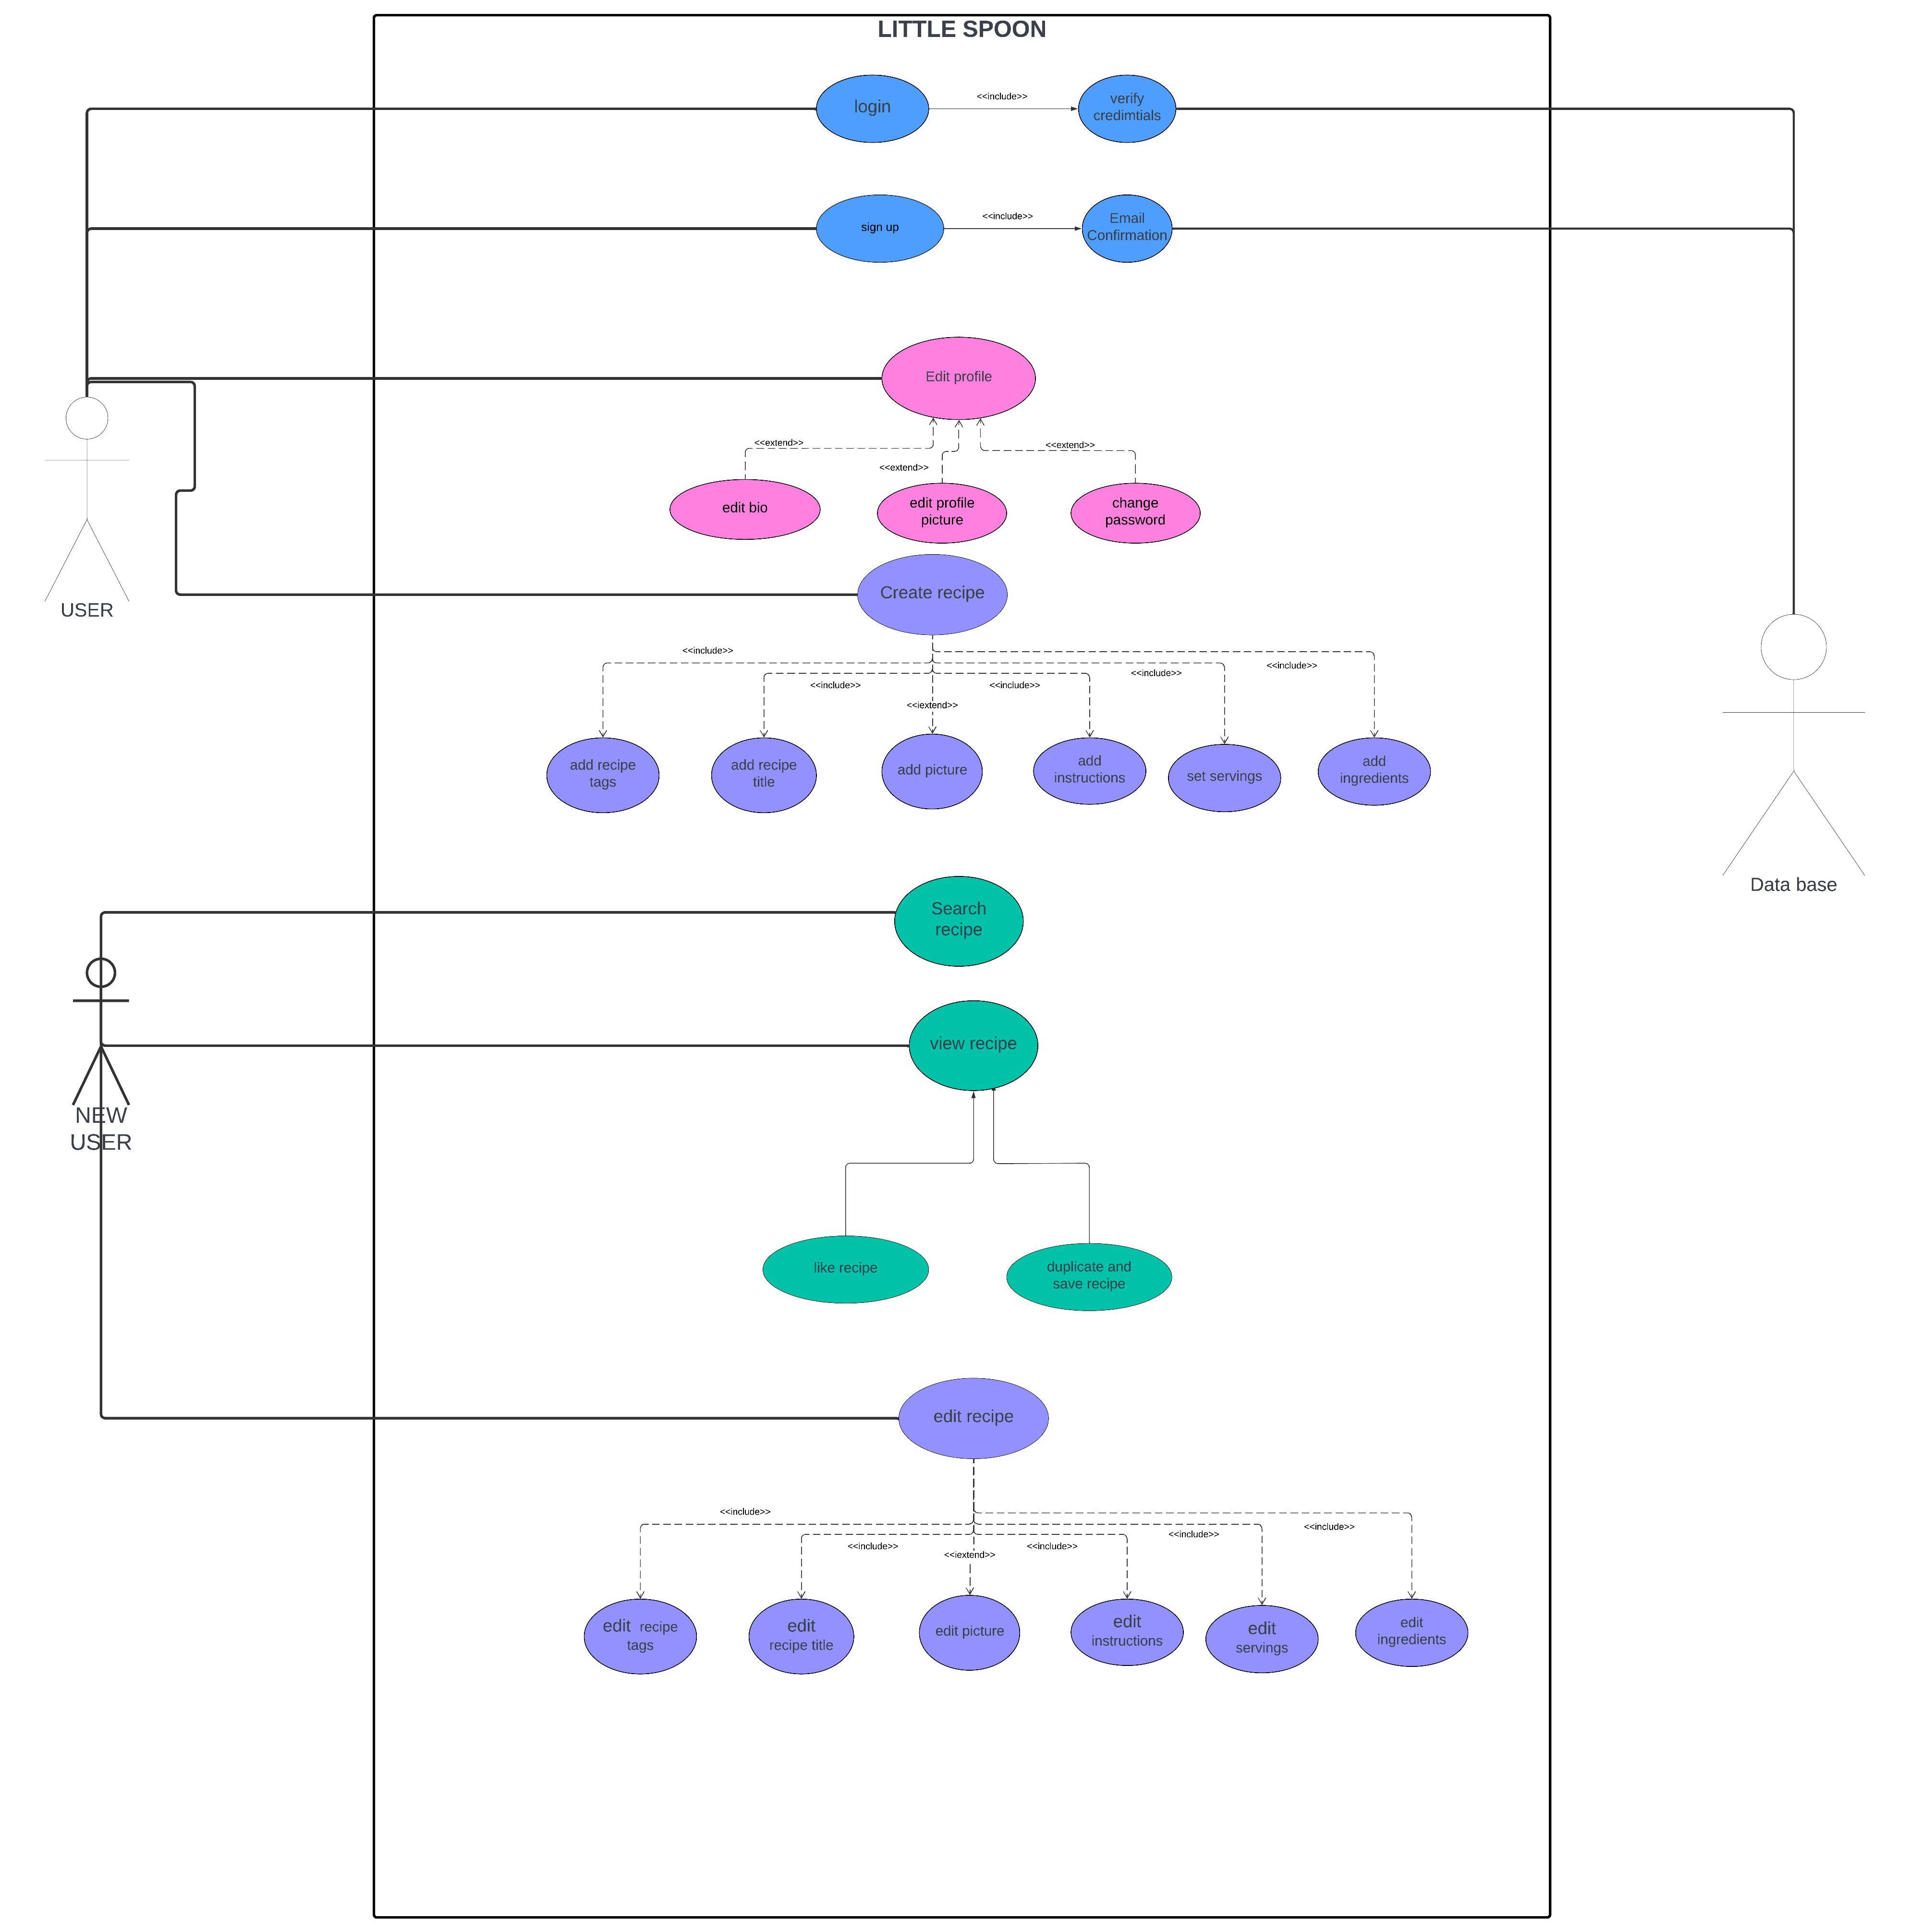 LITTLE SPOON
login
<<include>>
verify
credimtials
sign up
<<include>>
Email
Confirmation
Edit profile
<<extend>>
<<extend>>
<<extend>>
edit bio
edit profile
picture
change
password
USER
Create recipe
<<include>>
<<include>>
<<iextend>>
<<include>>
<<include>>
<<include>>
add recipe
tags
add recipe
title
add picture
add
instructions
set servings
add
ingredients
Data base
Search
recipe
view recipe
NEW
USER
like recipe
duplicate and
save recipe
edit recipe
<<include>>
<<include>>
<<iextend>>
<<include>>
<<include>>
<<include>>
edit recipe
tags
edit
recipe title
edit picture
edit
instructions
edit
servings
edit
ingredients